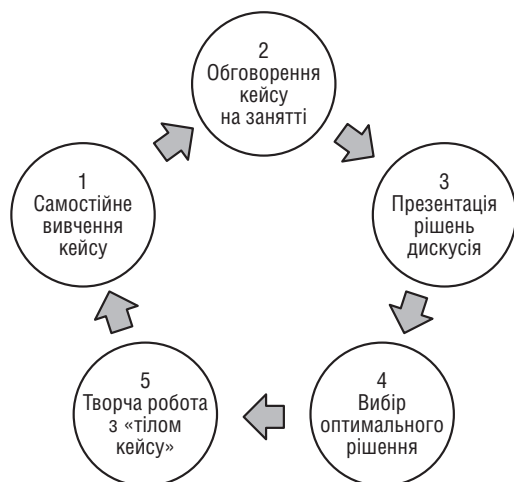 1
Самостійне
вивчення
кейсу
2
Обговорення
кейсу
на занятті
3
Презентація
рішень
дискусія
4
Вибір
оптимального
рішення
5
Творча робота
з «тілом
кейсу»